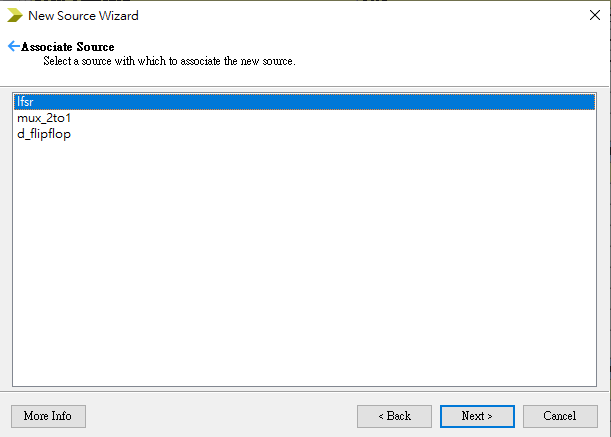 New Source Wizard
Associate Source
Select a source with which to associate the new source.
lfsr
mux_2to1
d_flipflop
More Info
< Back
Next >
Cancel